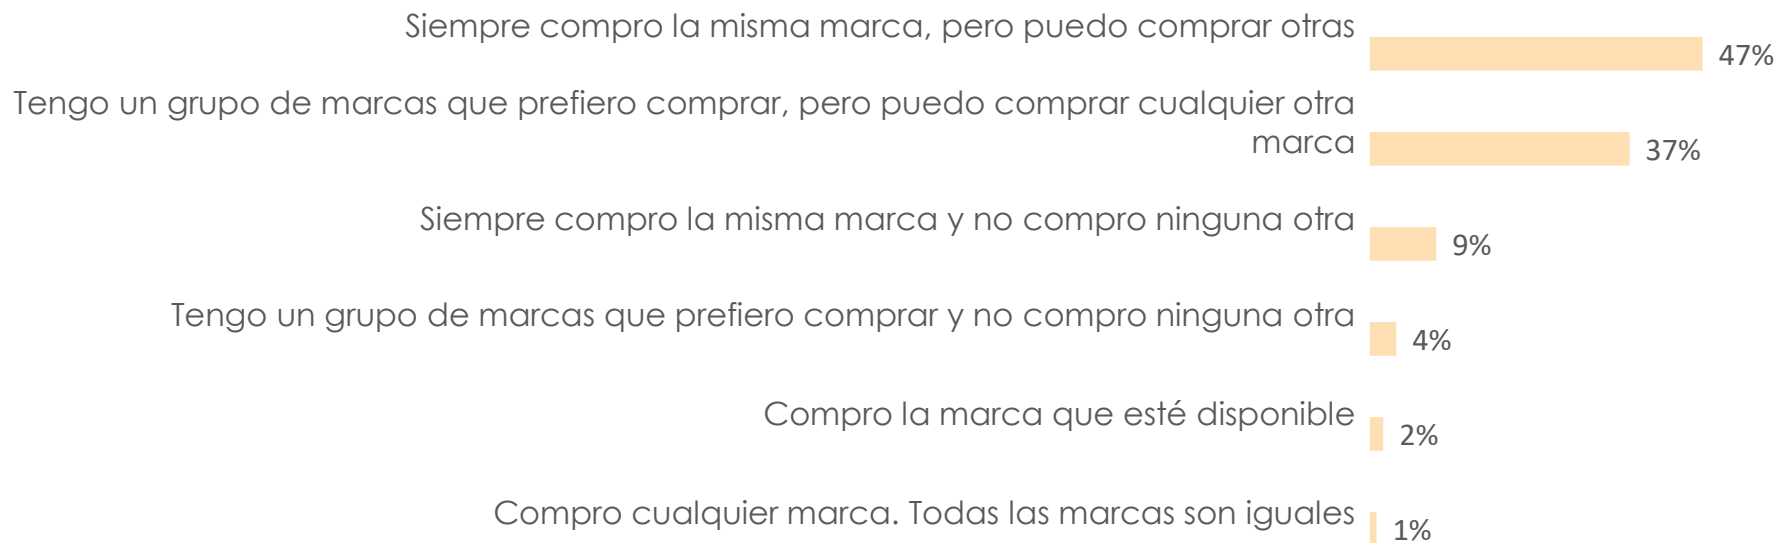 Siempre compro la misma marca, pero puedo comprar otras
47%
Tengo un grupo de marcas que prefiero comprar, pero puedo comprar cualquier otra
marca
37%
Siempre compro la misma marca y no compro ninguna otra
9%
Tengo un grupo de marcas que prefiero comprar y no compro ninguna otra
4%
Compro la marca que esté disponible
2%
Compro cualquier marca. Todas las marcas son iguales
1%